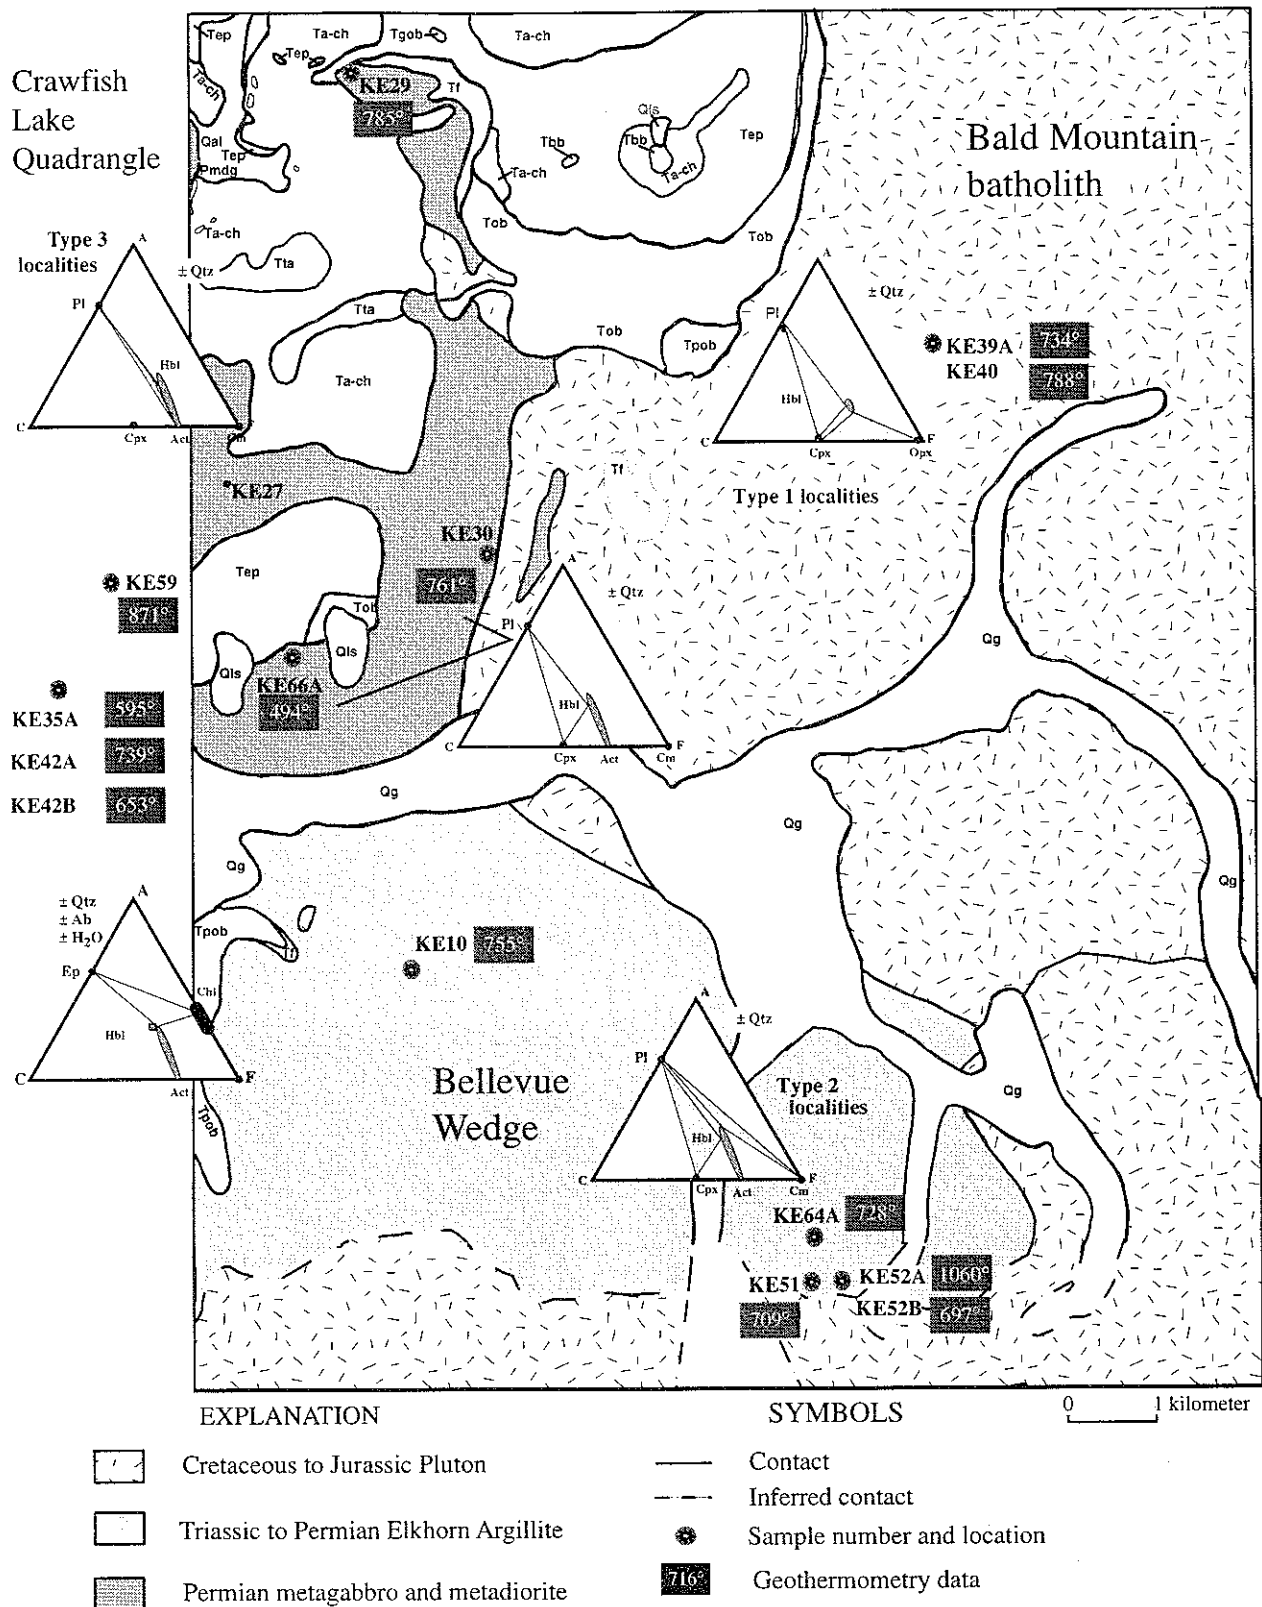 Crawfish
Lake
Quadrangle
Bald Mountain
batholith
Tep
Ta-ch
Tgob
Ta-ch
Tep
Ta-ch
KE29
785°
Tf
Qls
Tbb
Tbb
Tep
Ta-ch
Ta-ch
Qal
Tep
Pmdg
Ta-ch
Tob
Tob
Type 3
localities
A
± Qtz
Pl
Hbl
C
Cpx
Act
Cm
Tta
Tta
Ta-ch
Tob
Tpob
A
± Qtz
Pl
Hbl
C
Cpx
F
Opx
KE39A
734°
KE40
788°
Tf
Type 1 localities
KE27
KE30
761°
KE59
871°
Tep
Tob
Qls
Qls
KE66A
494°
A
± Qtz
Pl
Hbl
C
Cpx
Act
F
Cm
Qg
KE35A
595°
KE42A
739°
KE42B
653°
Qg
Qg
Qg
Qg
A
± Qtz
± Ab
± H₂O
Ep
Chl
Hbl
C
Act
F
Tpob
Tf
Tpob
KE10
755°
Bellevue
Wedge
A
± Qtz
Pl
Hbl
C
Cpx
Act
F
Cm
Type 2
localities
Qg
KE64A
728°
KE51
709°
KE52A
1060°
KE52B
697°
EXPLANATION
Cretaceous to Jurassic Pluton
Triassic to Permian Elkhorn Argillite
Permian metagabbro and metadiorite
SYMBOLS
Contact
Inferred contact
Sample number and location
716°
Geothermometry data
0 1 kilometer